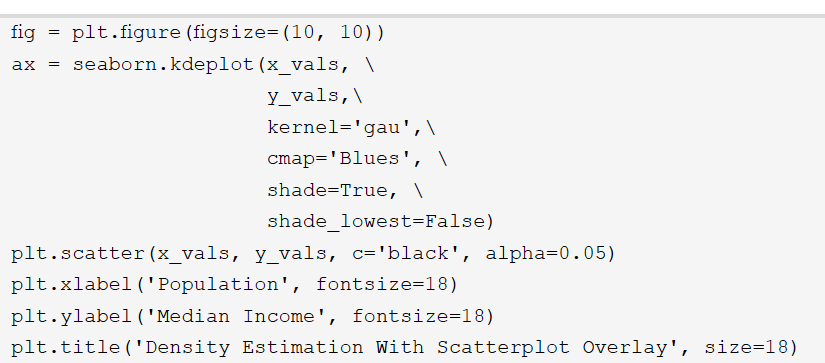 fig = plt.figure(figsize=(10, 10))
ax = seaborn.kdeplot(x_vals, \
y_vals,\
kernel='gau',\
cmap='Blues', \
shade=True, \
shade_lowest=False)
plt.scatter(x_vals, y_vals, c='black', alpha=0.05)
plt.xlabel('Population', fontsize=18)
plt.ylabel('Median Income', fontsize=18)
plt.title('Density Estimation With Scatterplot Overlay', size=18)